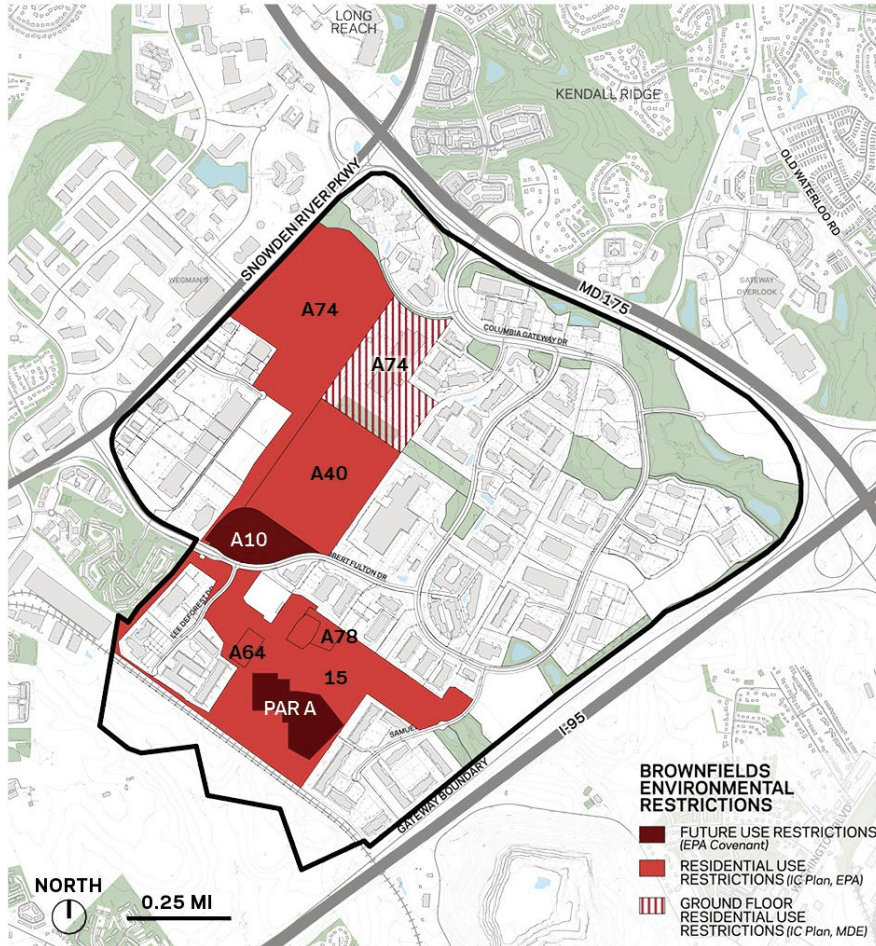 LONG
REACH
KENDALL RIDGE
OLD WATERLOO RD
SNOWDEN RIVER PKWY
WEGMAN'S
GATEWAY
OVERLOOK
MD 175
A74
COLUMBIA GATEWAY DR
A74
A40
A10
BERT FULTON DR
LEE DEFOREST D
A64
A78
15
PAR A
SAMUE
I-95
GATEWAY BOUNDARY
BROWNFIELDS
ENVIRONMENTAL
RESTRICTIONS
FUTURE USE RESTRICTIONS
(EPA Covenant)
RESIDENTIAL USE
RESTRICTIONS (IC Plan, EPA)
GROUND FLOOR
RESIDENTIAL USE
RESTRICTIONS (IC Plan, MDE)
NORTH
0.25 MI